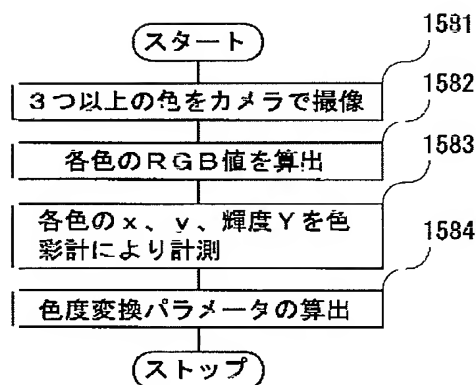 スタート
1581
3つ以上の色をカメラで撮像
1582
各色のRGB値を算出
1583
各色のx、y、輝度Yを色
彩計により計測
1584
色度変換パラメータの算出
ストップ